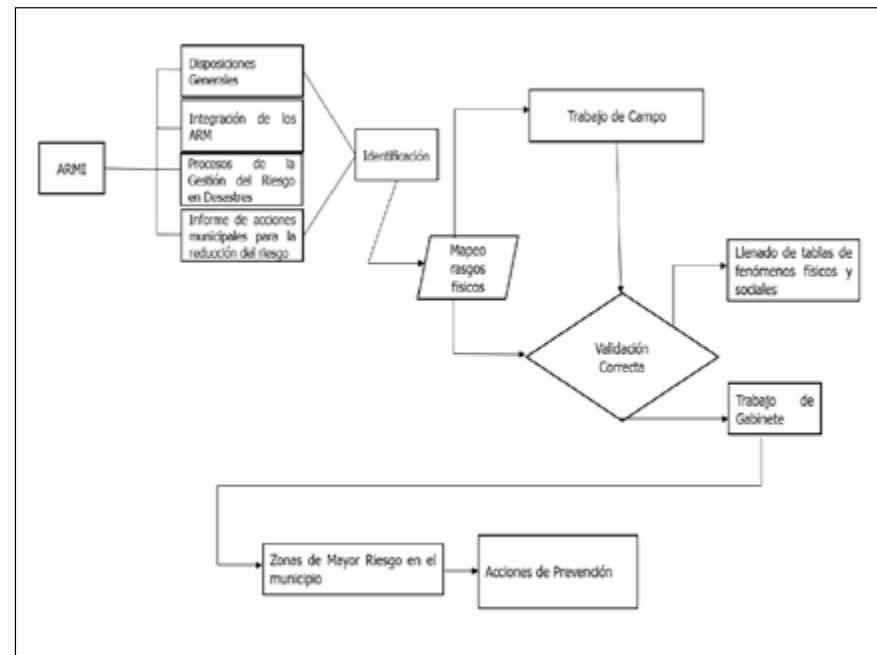 ARMI
Disposiciones
Generales
Integración de los
ARM
Procesos de la
Gestión del Riesgo
en Desastres
Informe de acciones
municipales para la
reducción del riesgo
Identificación
Mapeo
rasgos
físicos
Trabajo de Campo
Validación
Correcta
Llenado de tablas de
fenómenos físicos y
sociales
Trabajo de
Gabinete
Zonas de Mayor Riesgo en el
municipio
Acciones de Prevención